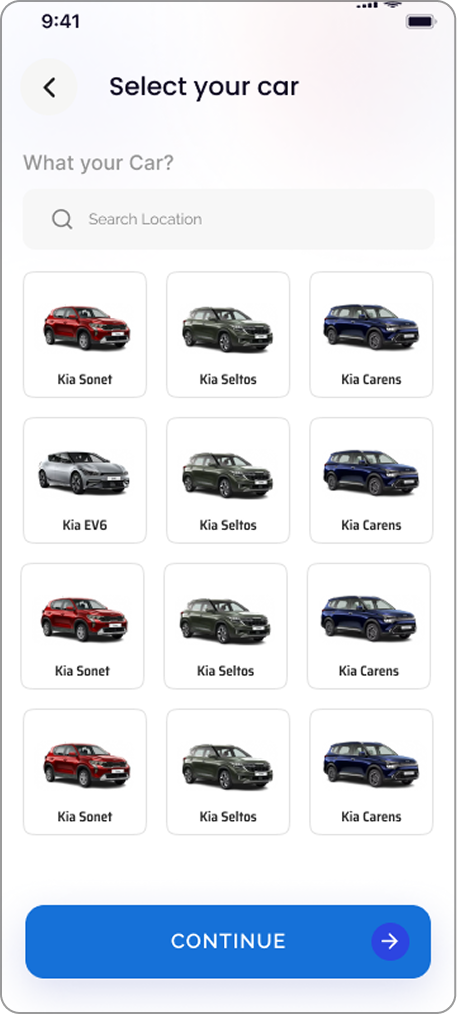 9:41
Select your car
What your Car?
Search Location
Kia Sonet Kia Seltos Kia Carens
Kia EV6 Kia Seltos Kia Carens
Kia Sonet Kia Seltos Kia Carens
Kia Sonet Kia Seltos Kia Carens
CONTINUE